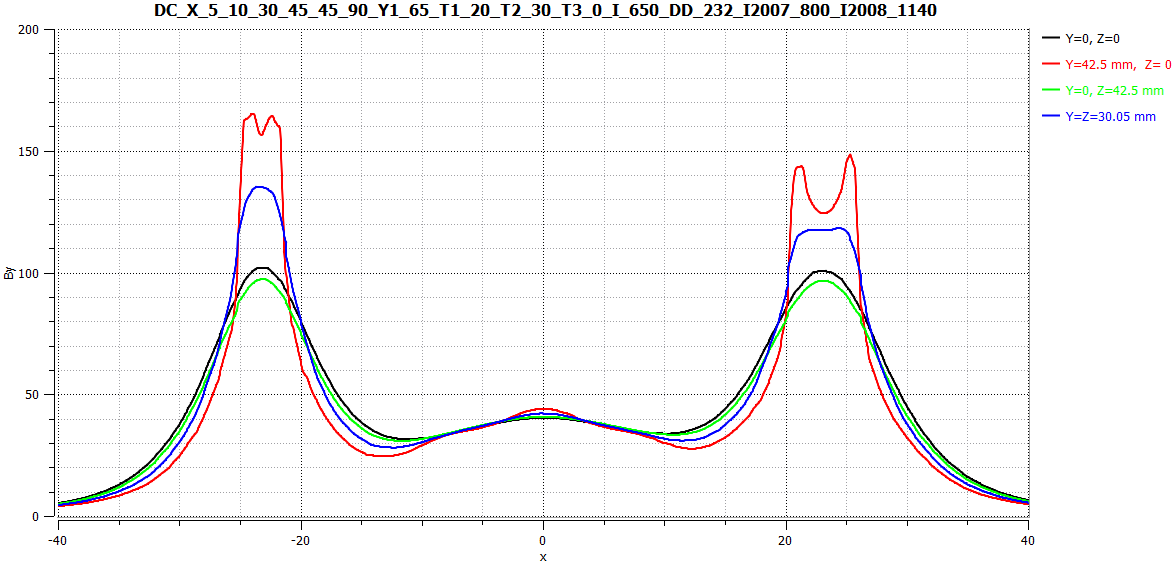 DC_X_5_10_30_45_45_90_Y1_65_T1_20_T2_30_T3_0_I_650_DD_232_I2007_800_I2008_1140
200
150
100
50
0
By
-40
-20
0
20
40
x
Y=0, Z=0
Y=42.5 mm, Z= 0
Y=0, Z=42.5 mm
Y=Z=30.05 mm